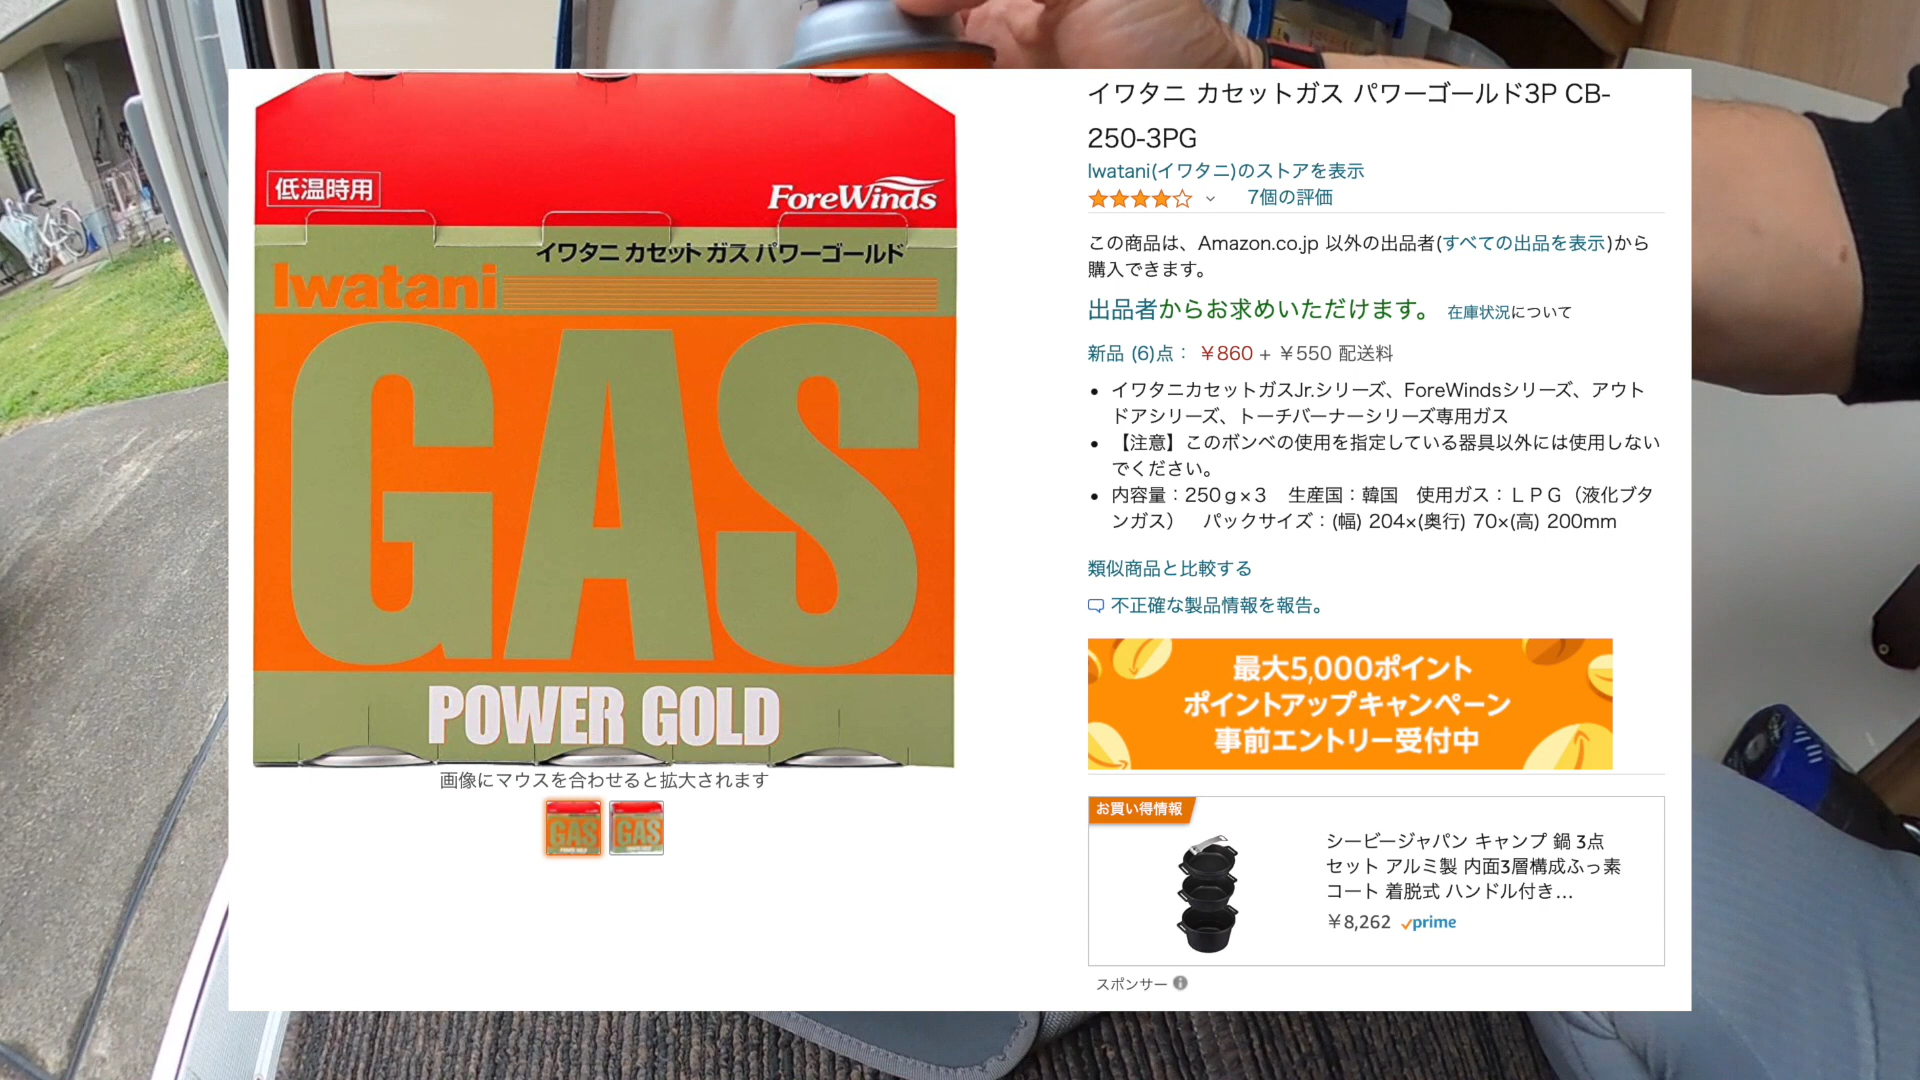 低温時用
ForeWinds
イワタニ カセット ガス パワーゴールド
Iwatani
GAS
POWER GOLD
画像にマウスを合わせると拡大されます
イワタニ カセットガス パワーゴールド3P CB-
250-3PG
Iwatani(イワタニ)のストアを表示
7個の評価
この商品は、Amazon.co.jp 以外の出品者(すべての出品を表示)から
購入できます。
出品者からお求めいただけます。 在庫状況について
新品 (6)点： ￥860 + ￥550 配送料
• イワタニカセットガスJr.シリーズ、ForeWindsシリーズ、アウト
ドアシリーズ、トーチバーナーシリーズ専用ガス
• 【注意】このボンベの使用を指定している器具以外には使用しない
でください。
• 内容量：250ｇ×３　生産国：韓国　使用ガス：ＬＰＧ（液化ブタ
ンガス）　パックサイズ：(幅) 204×(奥行) 70×(高) 200mm
類似商品と比較する
不正確な製品情報を報告。
最大5,000ポイント
ポイントアップキャンペーン
事前エントリー受付中
お買い得情報
シービージャパン キャンプ 鍋 3点
セット アルミ製 内面3層構成ふっ素
コート 着脱式 ハンドル付き...
￥8,262 prime
スポンサー